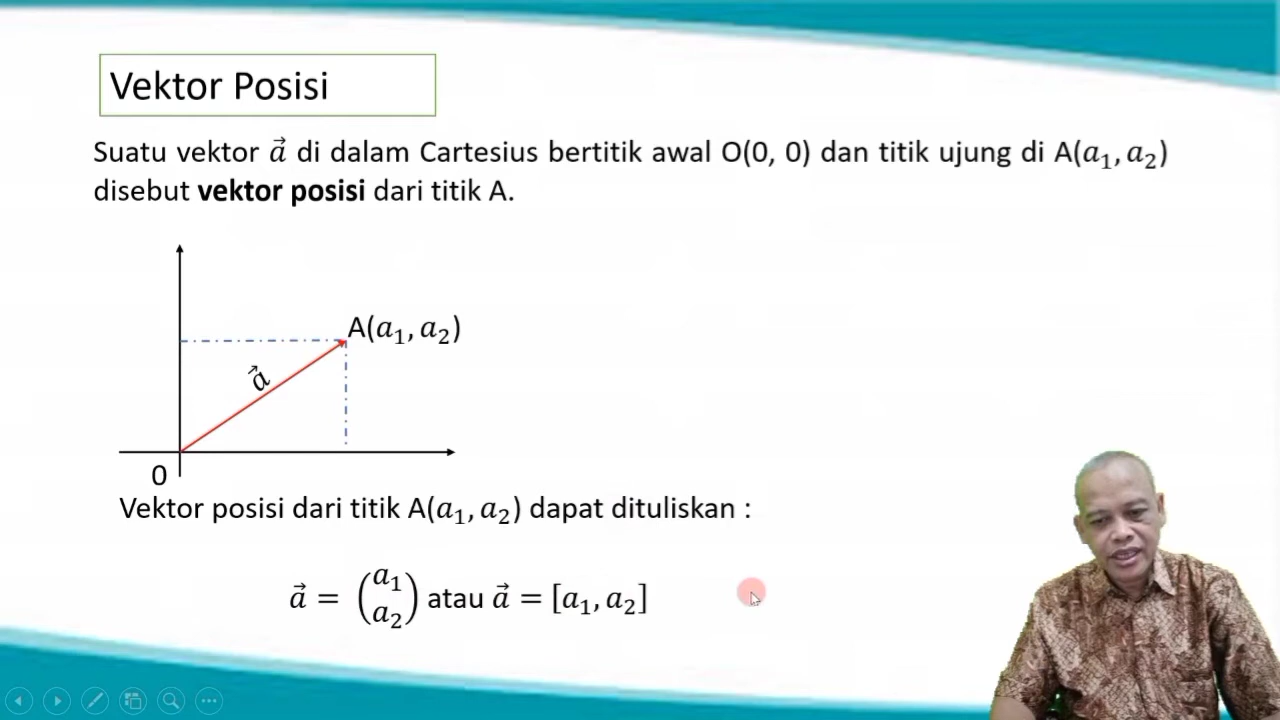 Vektor Posisi
Suatu vektor a⃗ di dalam Cartesius bertitik awal O(0, 0) dan titik ujung di A(a₁, a₂)
disebut vektor posisi dari titik A.
A(a₁, a₂)
a⃗
0
Vektor posisi dari titik A(a₁, a₂) dapat dituliskan :
a⃗ = (a₁ a₂) atau a⃗ = [a₁, a₂]